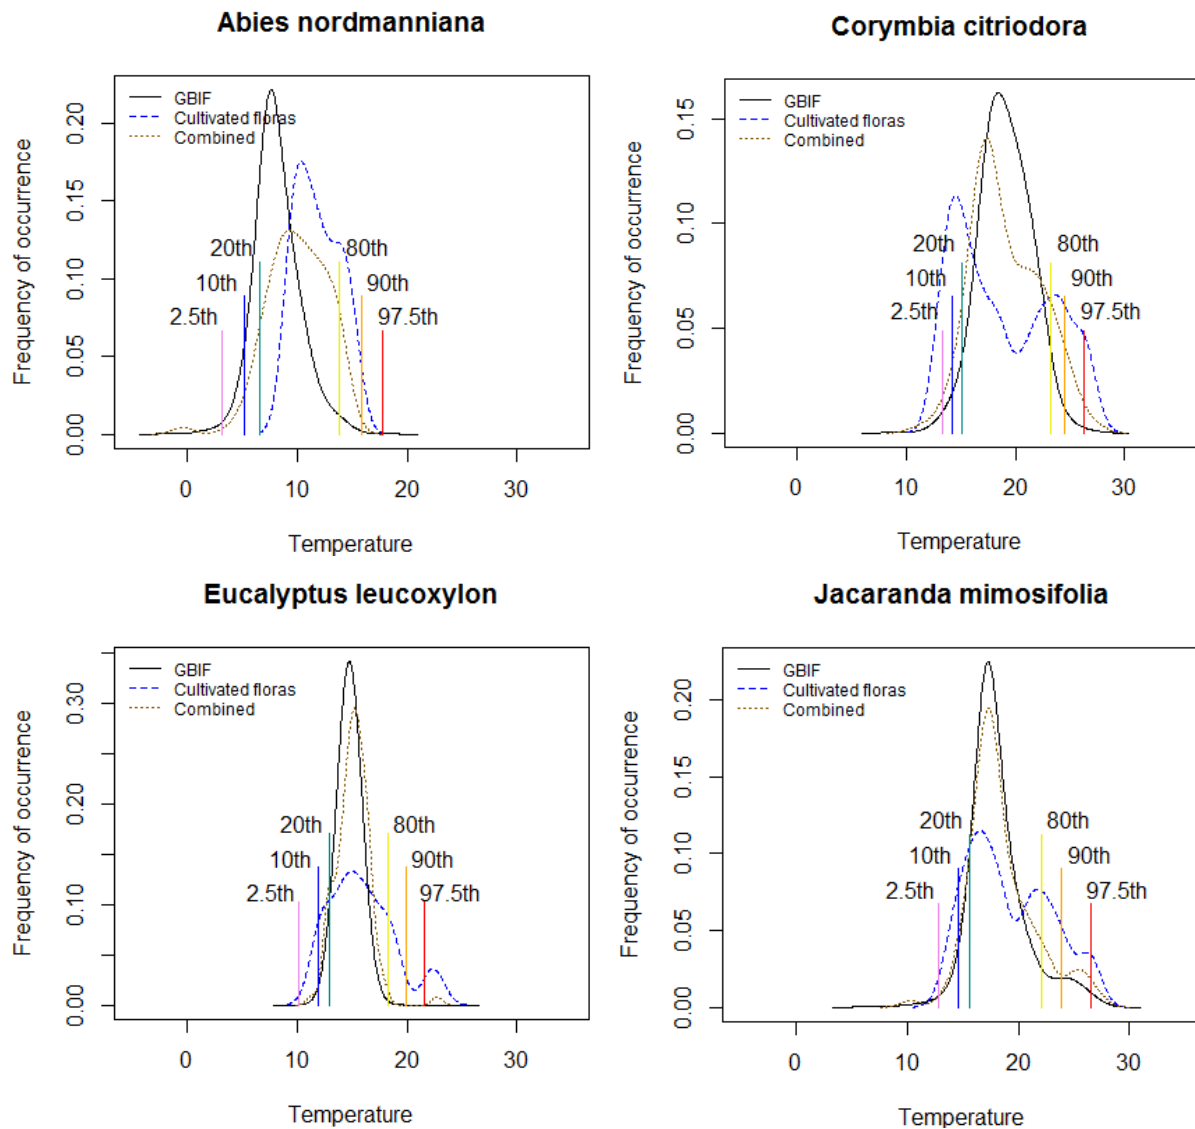 Abies nordmanniana
GBIF
Cultivated floras
Combined
0.20
0.15
0.10
0.05
0.00
Frequency of occurrence
20th
10th
2.5th
80th
90th
97.5th
0 10 20 30
Temperature
Corymbia citriodora
GBIF
Cultivated floras
Combined
0.15
0.10
0.05
0.00
Frequency of occurrence
20th
10th
2.5th
80th
90th
97.5th
0 10 20 30
Temperature
Eucalyptus leucoxylon
GBIF
Cultivated floras
Combined
0.30
0.20
0.10
0.00
Frequency of occurrence
20th
10th
2.5th
80th
90th
97.5th
0 10 20 30
Temperature
Jacaranda mimosifolia
GBIF
Cultivated floras
Combined
0.20
0.15
0.10
0.05
0.00
Frequency of occurrence
20th
10th
2.5th
80th
90th
97.5th
0 10 20 30
Temperature